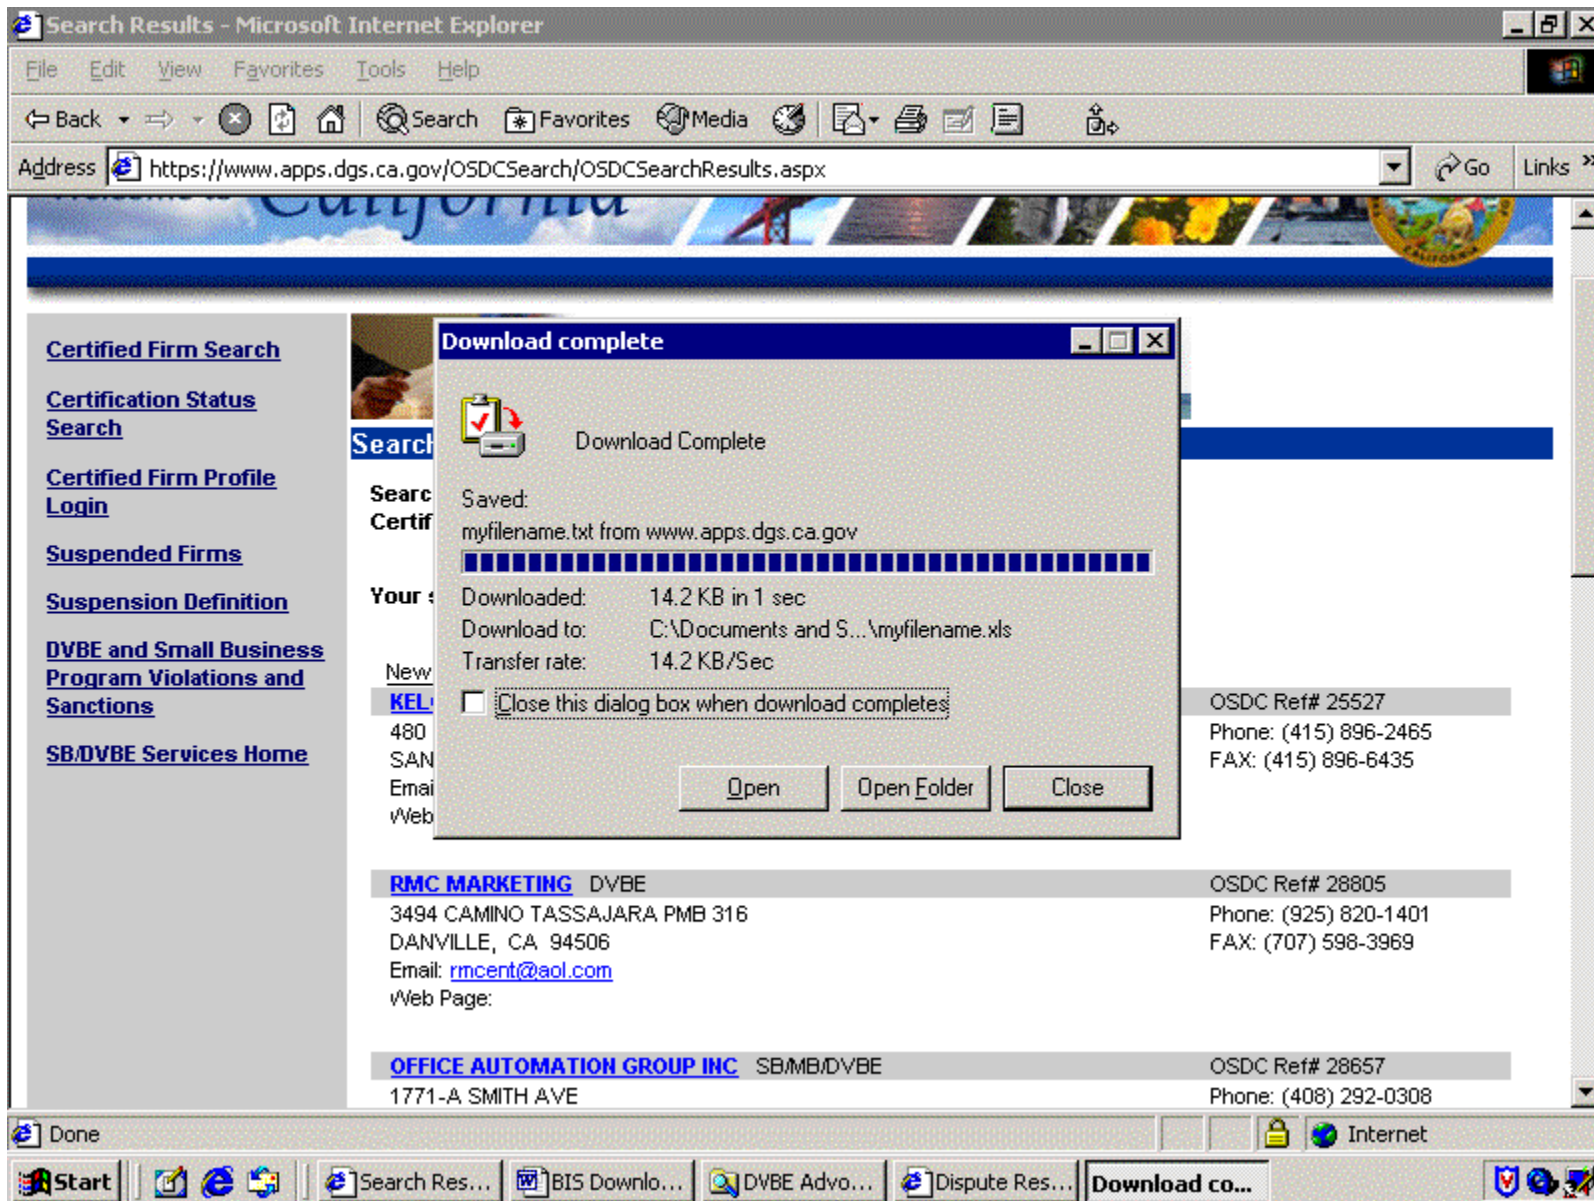 Search Results - Microsoft Internet Explorer
File Edit View Favorites Tools Help
Back Search Favorites Media
Address https://www.apps.dgs.ca.gov/OSDCSearch/OSDCSearchResults.aspx Go Links »
California
Certified Firm Search
Certification Status
Search
Certified Firm Profile
Login
Suspended Firms
Suspension Definition
DVBE and Small Business
Program Violations and
Sanctions
SB/DVBE Services Home
Download complete
Download Complete
Saved:
myfilename.txt from www.apps.dgs.ca.gov
Downloaded: 14.2 KB in 1 sec
Download to: C:\Documents and S...\myfilename.xls
Transfer rate: 14.2 KB/Sec
Close this dialog box when download completes
Open Open Folder Close
Your
New
OSDC Ref# 25527
480 Phone: (415) 896-2465
FAX: (415) 896-6435
RMC MARKETING DVBE OSDC Ref# 28805
3494 CAMINO TASSAJARA PMB 316 Phone: (925) 820-1401
DANVILLE, CA 94506 FAX: (707) 598-3969
Email: rmcent@aol.com
Web Page:
OFFICE AUTOMATION GROUP INC SB/MB/DVBE OSDC Ref# 28657
1771-A SMITH AVE Phone: (408) 292-0308
Done Internet
Start Search Res... BIS Downlo... DVBE Advo... Dispute Res... Download co...